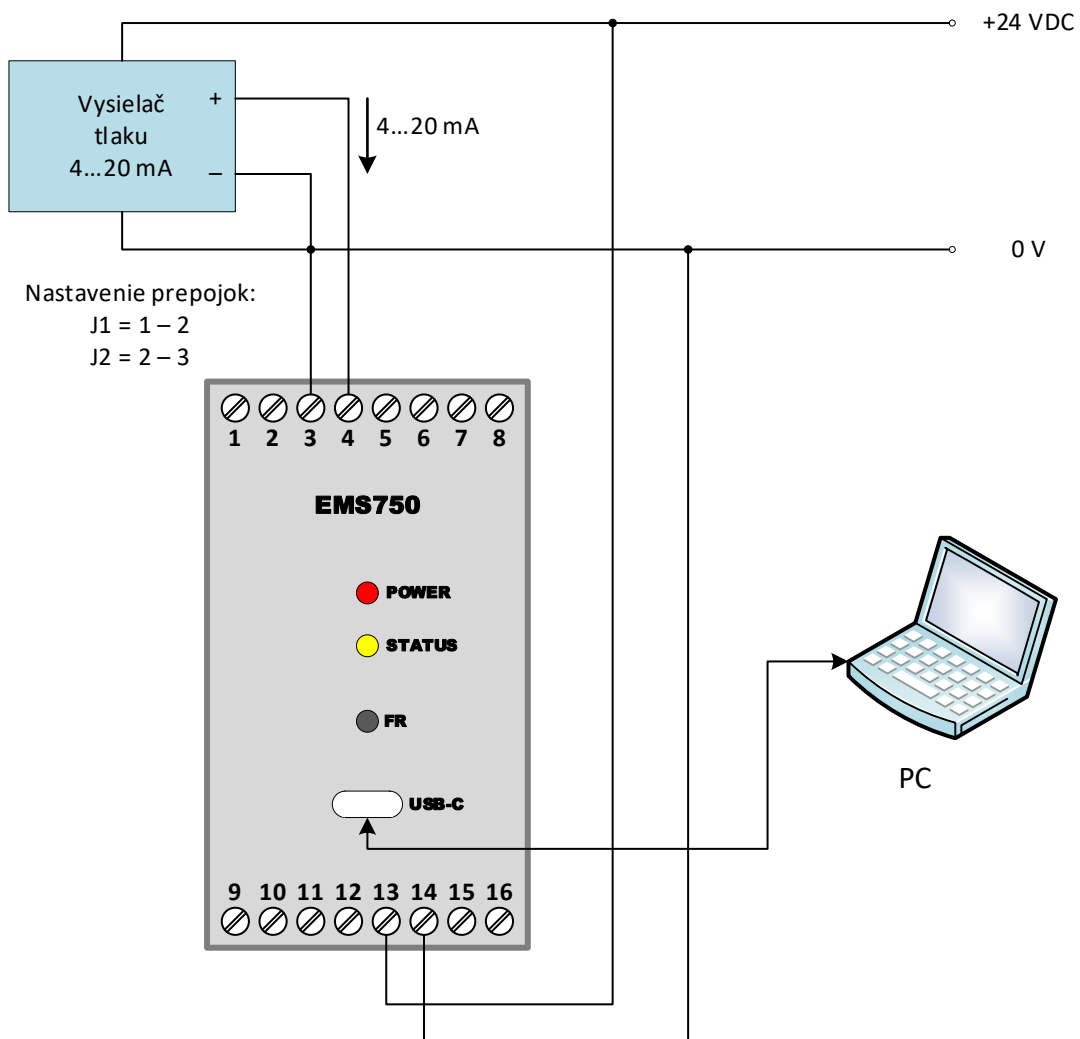 +24 VDC
Vysielač
tlaku
4...20 mA
+
–
4...20 mA
0 V
Nastavenie prepojok:
J1 = 1 – 2
J2 = 2 – 3
1 2 3 4 5 6 7 8
EMS750
POWER
STATUS
FR
USB-C
PC
9 10 11 12 13 14 15 16